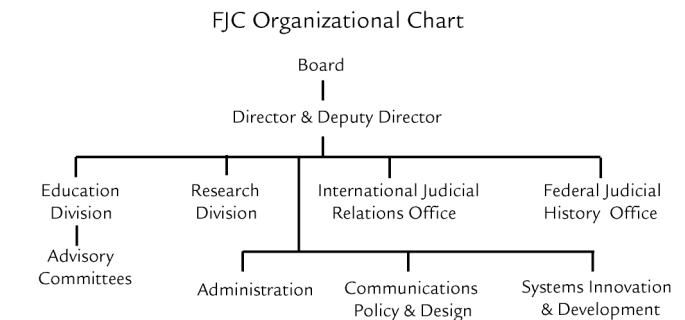 FJC Organizational Chart
Board
Director & Deputy Director
Education
Division
Research
Division
International Judicial
Relations Office
Federal Judicial
History Office
Advisory
Committees
Administration
Communications
Policy & Design
Systems Innovation
& Development